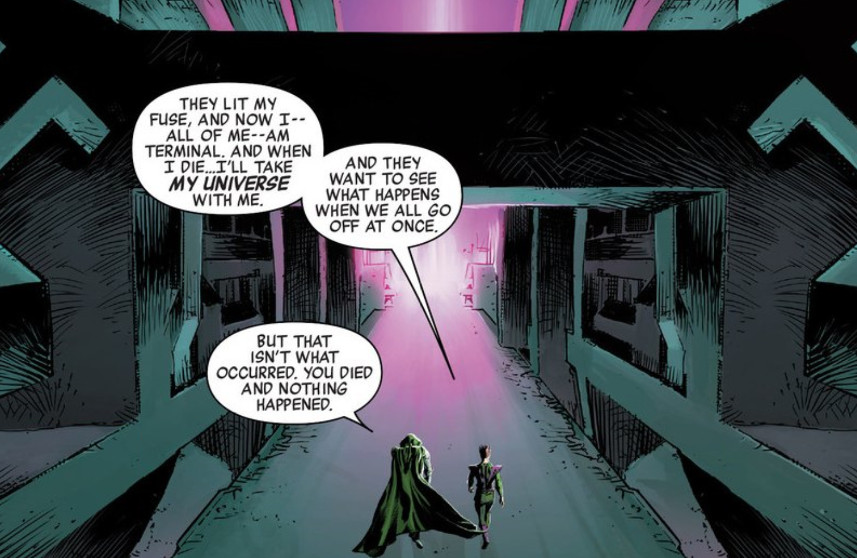 THEY LIT MY
FUSE, AND NOW I--
ALL OF ME--AM
TERMINAL. AND WHEN
I DIE...I'LL TAKE
MY UNIVERSE
WITH ME.
AND THEY
WANT TO SEE
WHAT HAPPENS
WHEN WE ALL GO
OFF AT ONCE.
BUT THAT
ISN'T WHAT
OCCURRED. YOU DIED
AND NOTHING
HAPPENED.